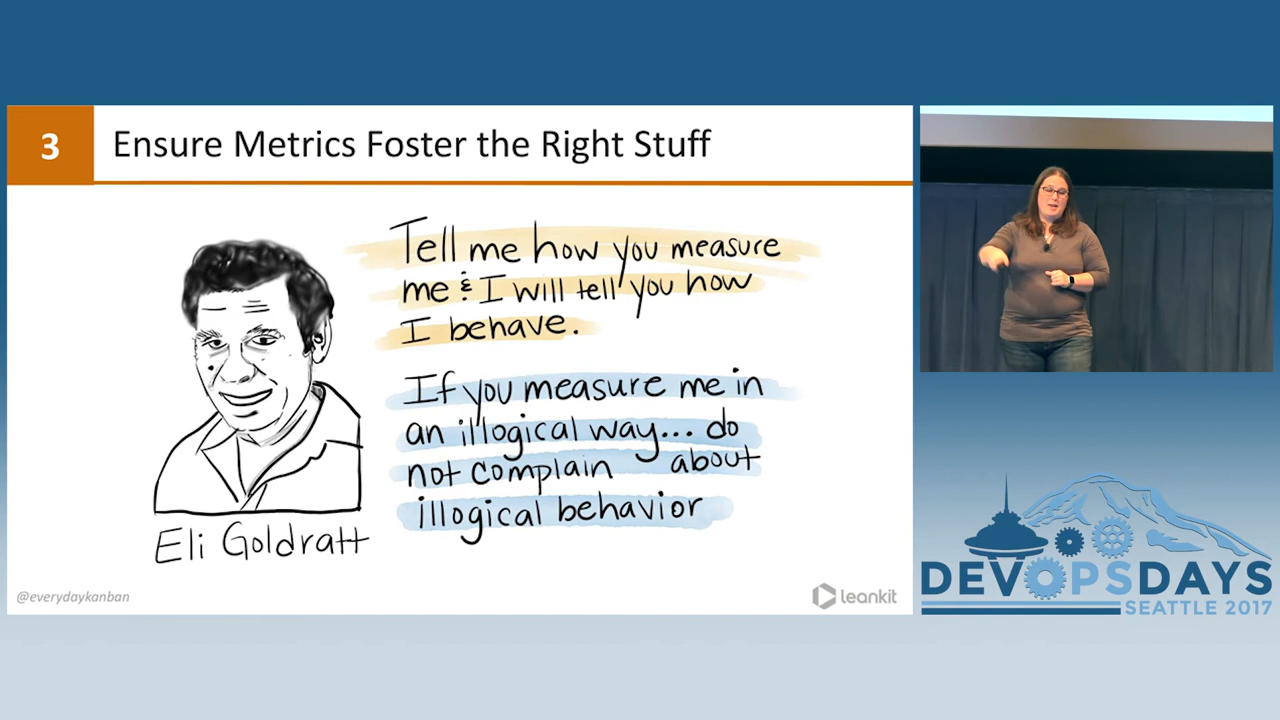 3
Ensure Metrics Foster the Right Stuff
Tell me how you measure
me & I will tell you how
I behave.
If you measure me in
an illogical way... do
not complain about
illogical behavior
Eli Goldratt
@everydaykanban
leankit
DEVOPSDAYS
SEATTLE 2017